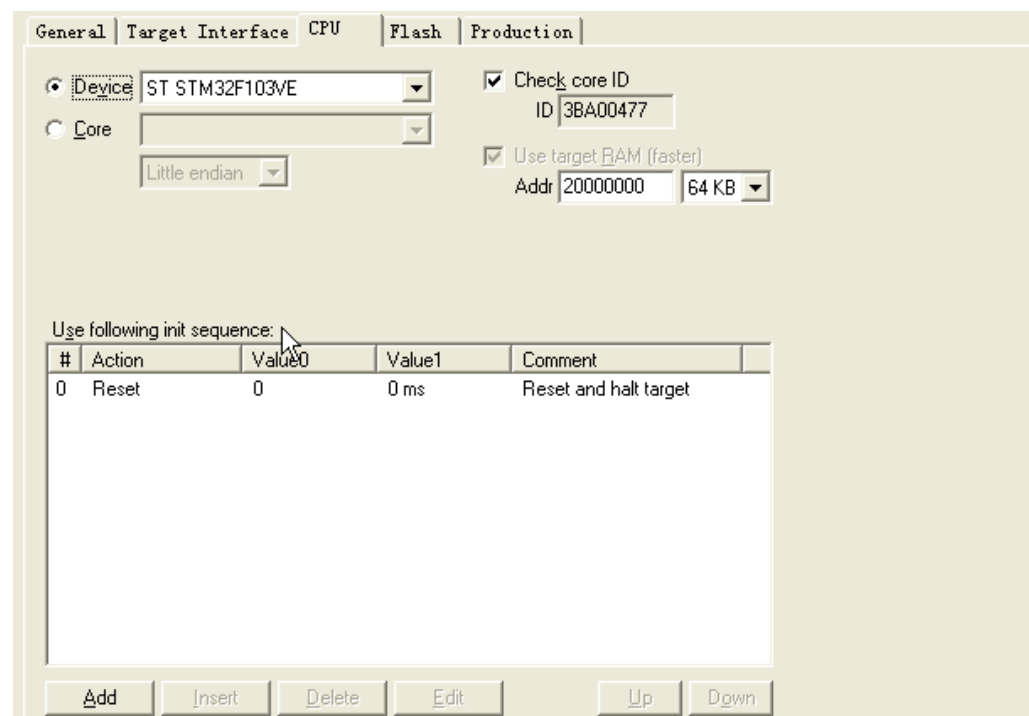 General Target Interface CPU Flash Production
Device ST STM32F103VE
Check core ID
ID 3BA00477
Core
Use target RAM (faster)
Little endian
Addr 20000000 64 KB
Use following init sequence:
# Action Value0 Value1 Comment
0 Reset 0 0 ms Reset and halt target
Add Insert Delete Edit Up Down